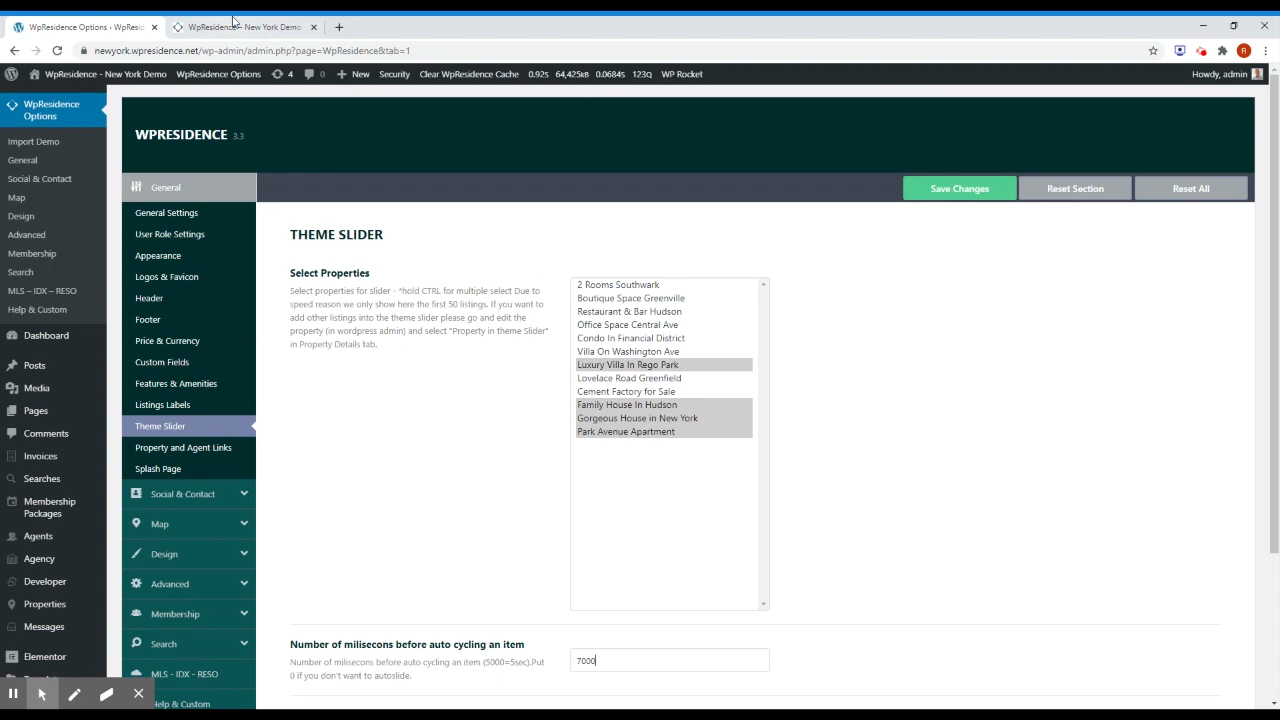 WpResidence Options ‹ WpResid
WpResidence - New York Demo
newyork.wpresidence.net/wp-admin/admin.php?page=WpResidence&tab=1
R
WpResidence - New York Demo
WpResidence Options
4
0
New
Security
Clear WpResidence Cache
0.92s
64,425KB
0.0684s
123Q
WP Rocket
Howdy, admin
WpResidence
Options
Import Demo
General
Social & Contact
Map
Design
Advanced
Membership
Search
MLS – IDX – RESO
Help & Custom
Dashboard
Posts
Media
Pages
Comments
Invoices
Searches
Membership
Packages
Agents
Agency
Developer
Properties
Messages
Elementor
WPRESIDENCE 3.3
General
General Settings
User Role Settings
Appearance
Logos & Favicon
Header
Footer
Price & Currency
Custom Fields
Features & Amenities
Listings Labels
Theme Slider
Property and Agent Links
Splash Page
Social & Contact
Map
Design
Advanced
Membership
Search
MLS - IDX - RESO
Help & Custom
Save Changes
Reset Section
Reset All
THEME SLIDER
Select Properties
Select properties for slider - *hold CTRL for multiple select Due to
speed reason we only show here the first 50 listings. If you want to
add other listings into the theme slider please go and edit the
property (in wordpress admin) and select "Property in theme Slider"
in Property Details tab.
2 Rooms Southwark
Boutique Space Greenville
Restaurant & Bar Hudson
Office Space Central Ave
Condo In Financial District
Villa On Washington Ave
Luxury Villa In Rego Park
Lovelace Road Greenfield
Cement Factory for Sale
Family House In Hudson
Gorgeous House in New York
Park Avenue Apartment
Number of milisecons before auto cycling an item
Number of milisecons before auto cycling an item (5000=5sec).Put
0 if you don't want to autoslide.
7000